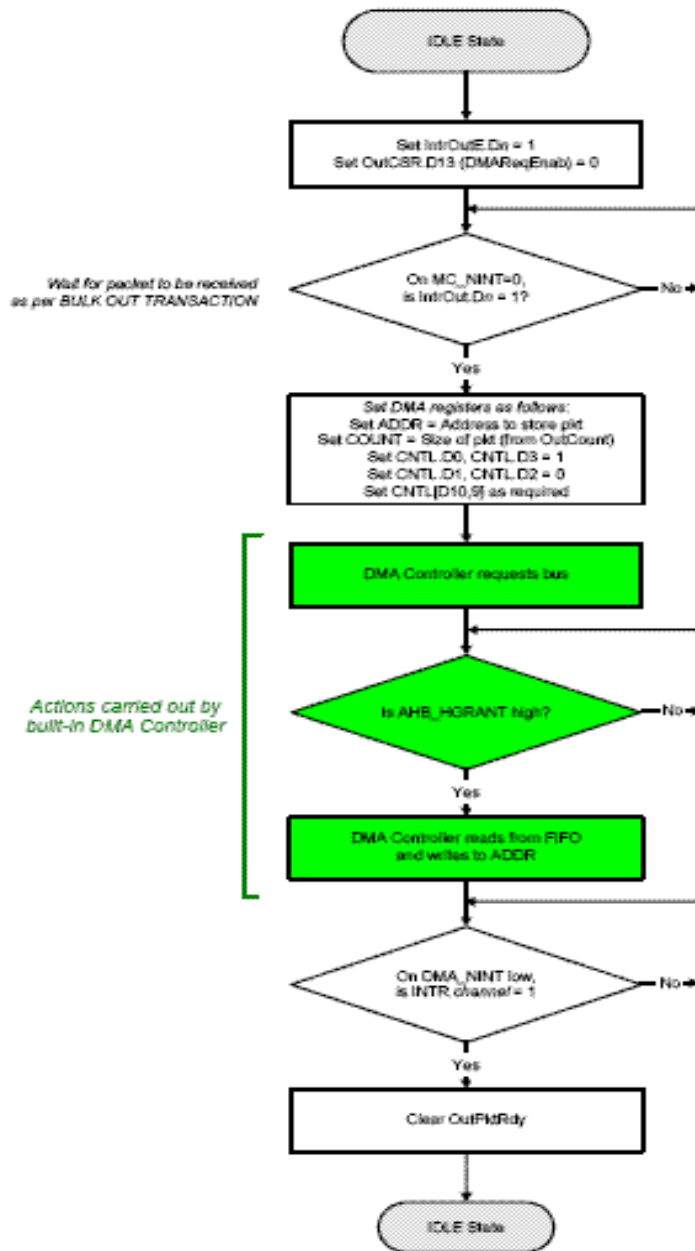 IDLE State
Set IntrOutE.Dn = 1
Set OutCSR.D13 (DMAReqEnab) = 0
Wait for packet to be received
as per BULK OUT TRANSACTION
On MC_NINT=0,
is IntrOut.Dn = 1?
No
Yes
Set DMA registers as follows:
Set ADDR = Address to store pkt
Set COUNT = Size of pkt (from OutCount)
Set CNTL.D0, CNTL.D3 = 1
Set CNTL.D1, CNTL.D2 = 0
Set CNTL[D10,9] as required
DMA Controller requests bus
Actions carried out by
built-in DMA Controller
Is AHB_HGRANT high?
No
Yes
DMA Controller reads from FIFO
and writes to ADDR
On DMA_NINT low,
is INTR.channel = 1
No
Yes
Clear OutPktRdy
IDLE State